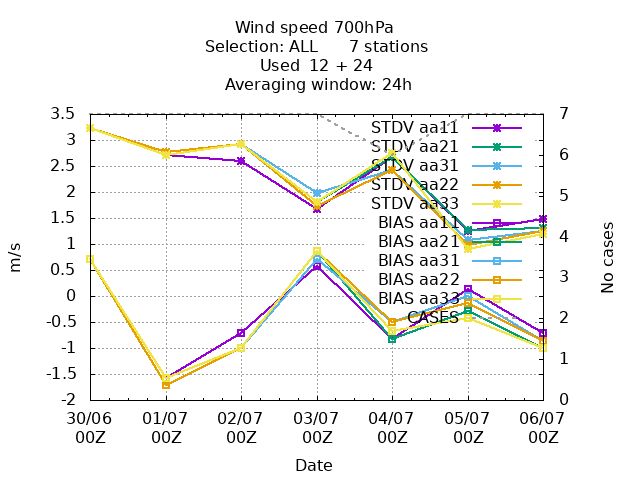 Wind speed 700hPa
Selection: ALL 7 stations
Used 12 + 24
Averaging window: 24h
3.5
3
2.5
2
1.5
1
0.5
0
-0.5
-1
-1.5
-2
m/s
7
6
5
4
3
2
1
0
No cases
STDV aa11
STDV aa21
STDV aa31
STDV aa22
STDV aa33
BIAS aa11
BIAS aa21
BIAS aa31
BIAS aa22
BIAS aa33
CASES
30/06 01/07 02/07 03/07 04/07 05/07 06/07
00Z 00Z 00Z 00Z 00Z 00Z 00Z
Date